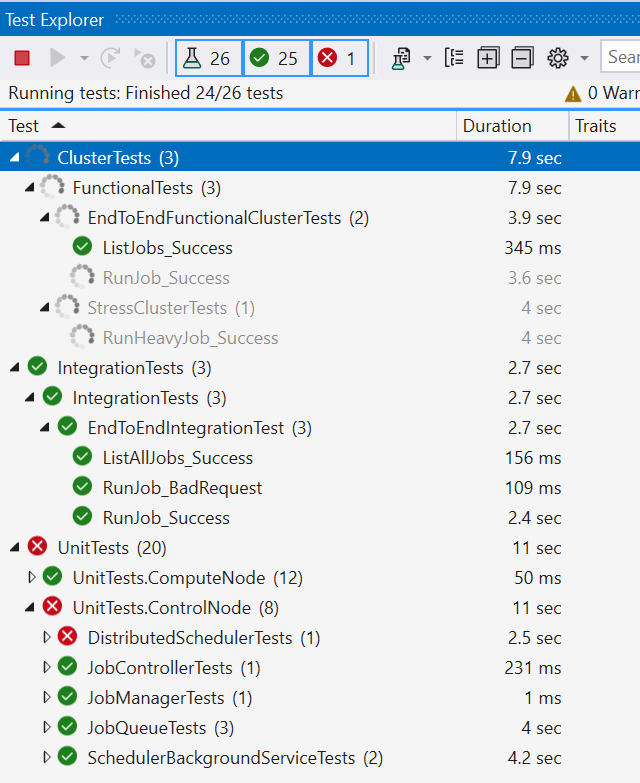 Test Explorer
26 25 1 Sear
Running tests: Finished 24/26 tests 0 Warr
Test Duration Traits
ClusterTests (3) 7.9 sec
FunctionalTests (3) 7.9 sec
EndToEndFunctionalClusterTests (2) 3.9 sec
ListJobs_Success 345 ms
RunJob_Success 3.6 sec
StressClusterTests (1) 4 sec
RunHeavyJob_Success 4 sec
IntegrationTests (3) 2.7 sec
IntegrationTests (3) 2.7 sec
EndToEndIntegrationTest (3) 2.7 sec
ListAllJobs_Success 156 ms
RunJob_BadRequest 109 ms
RunJob_Success 2.4 sec
UnitTests (20) 11 sec
UnitTests.ComputeNode (12) 50 ms
UnitTests.ControlNode (8) 11 sec
DistributedSchedulerTests (1) 2.5 sec
JobControllerTests (1) 231 ms
JobManagerTests (1) 1 ms
JobQueueTests (3) 4 sec
SchedulerBackgroundServiceTests (2) 4.2 sec